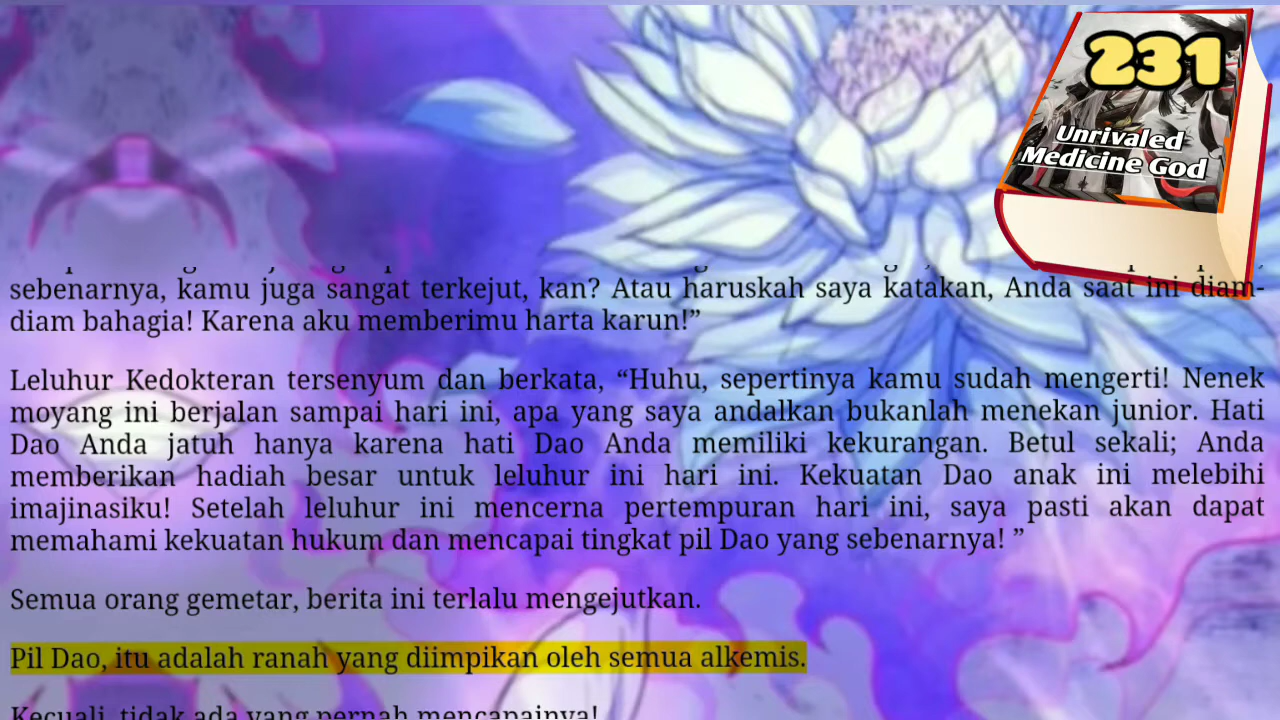 231
Unrivaled
Medicine God
sebenarnya, kamu juga sangat terkejut, kan? Atau haruskah saya katakan, Anda saat ini diam-
diam bahagia! Karena aku memberimu harta karun!”
Leluhur Kedokteran tersenyum dan berkata, “Huhu, sepertinya kamu sudah mengerti! Nenek
moyang ini berjalan sampai hari ini, apa yang saya andalkan bukanlah menekan junior. Hati
Dao Anda jatuh hanya karena hati Dao Anda memiliki kekurangan. Betul sekali; Anda
memberikan hadiah besar untuk leluhur ini hari ini. Kekuatan Dao anak ini melebihi
imajinasiku! Setelah leluhur ini mencerna pertempuran hari ini, saya pasti akan dapat
memahami kekuatan hukum dan mencapai tingkat pil Dao yang sebenarnya! ”
Semua orang gemetar, berita ini terlalu mengejutkan.
Pil Dao, itu adalah ranah yang diimpikan oleh semua alkemis.
Kecuali, tidak ada yang pernah mencapainya!